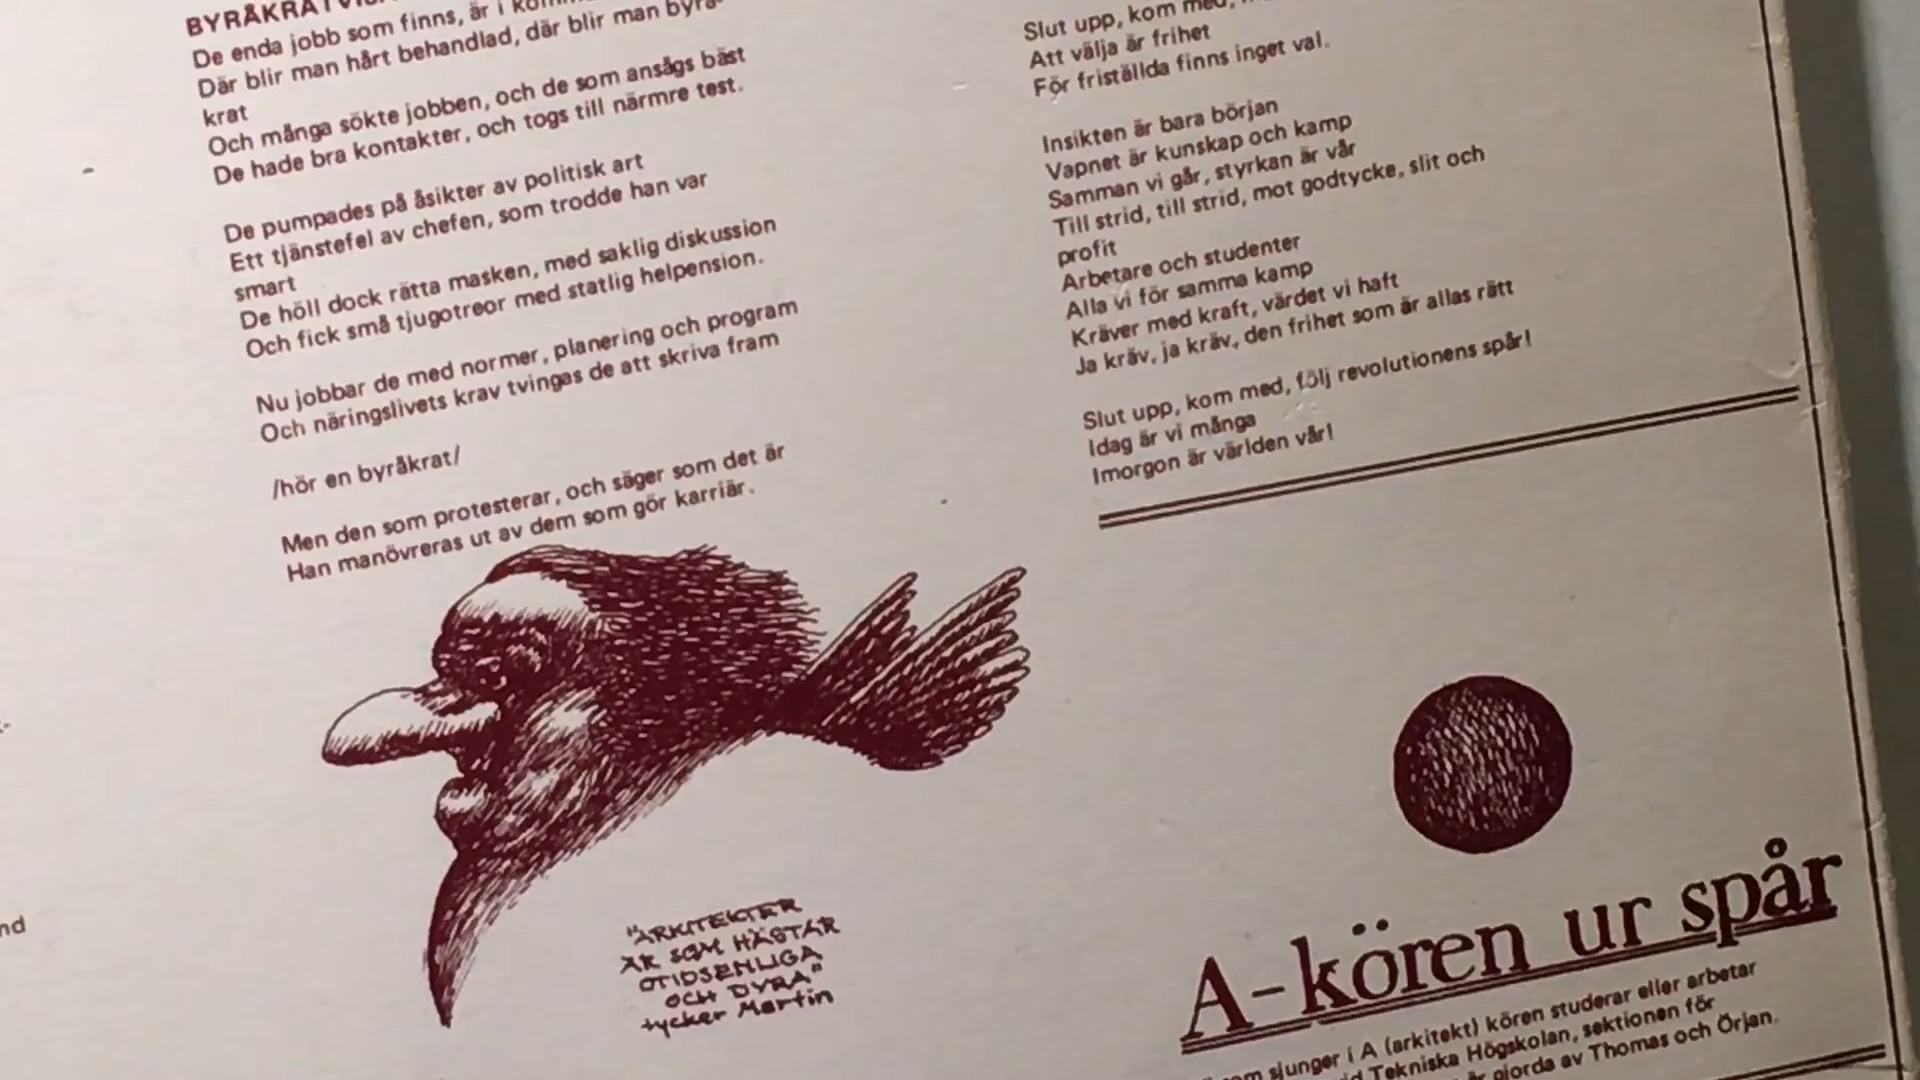 De enda jobb som finns, är i
Där blir man hårt behandlad, där blir man byrå-
krat
Och många sökte jobben, och de som ansågs bäst
De hade bra kontakter, och togs till närmre test.
De pumpades på åsikter av politisk art
Ett tjänstefel av chefen, som trodde han var
smart
De höll dock rätta masken, med saklig diskussion
Och fick små tjugotreor med statlig helpension.
Nu jobbar de med normer, planering och program
Och näringslivets krav tvingas de att skriva fram
/hör en byråkrat/
Men den som protesterar, och säger som det är
Han manövreras ut av dem som gör karriär.
"ARKITEKTER
ÄR SOM HÄSTAR
OTIDSENLIGA
OCH DYRA"
tycker Martin
nd
Slut upp, kom med,
Att välja är frihet
För friställda finns inget val.
Insikten är bara början
Vapnet är kunskap och kamp
Samman vi går, styrkan är vår
Till strid, till strid, mot godtycke, slit och
profit
Arbetare och studenter
Alla vi för samma kamp
Kräver med kraft, värdet vi haft
Ja kräv, ja kräv, den frihet som är allas rätt
Slut upp, kom med, följ revolutionens spår!
Idag är vi många
Imorgon är världen vår!
A-kören ur spår
sjunger i A (arkitekt) kören studerar eller arbetar
Tekniska Högskolan, sektionen för
gjorda av Thomas och Örjan.